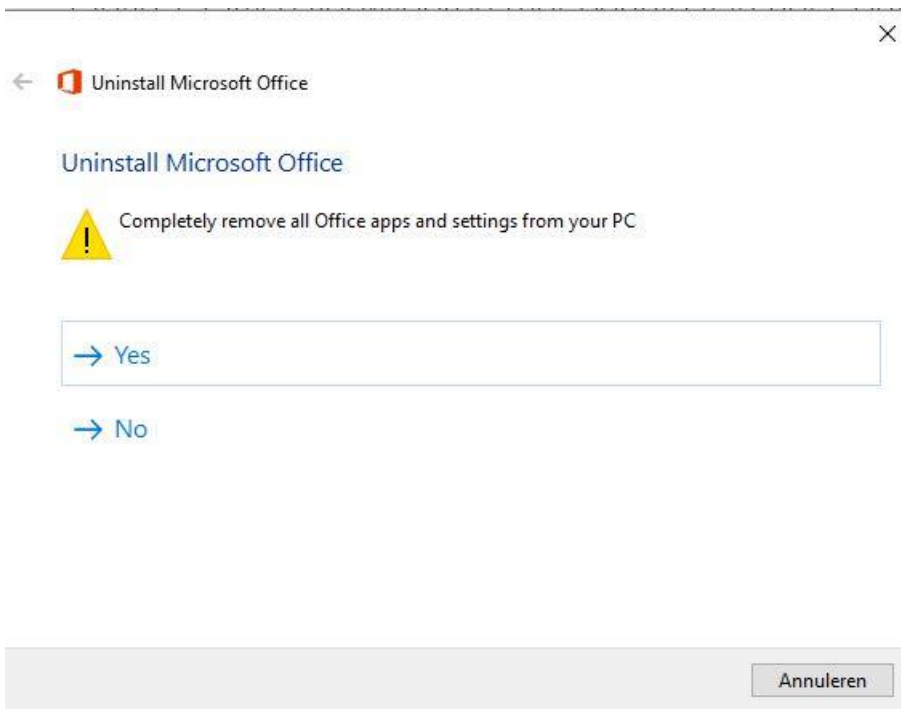 Uninstall Microsoft Office
Uninstall Microsoft Office
Completely remove all Office apps and settings from your PC
Yes
No
Annuleren